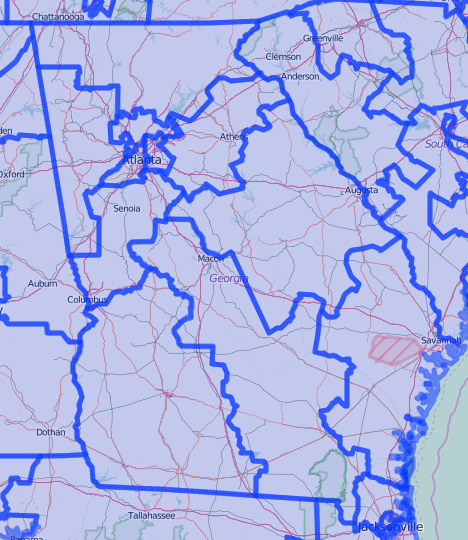 Chattanooga
Greenville
Clemson
Anderson
Athens
den
South Ca
Atlanta
Oxford
Augusta
Senoia
Macon
Georgia
Auburn
Columbus
y
Savannah
Dothan
Tallahassee
Jacksonville
Panama